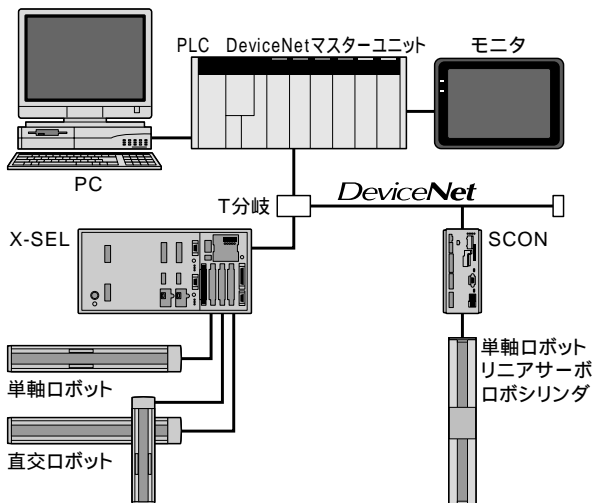 PLC DeviceNetマスターユニット
モニタ
PC
T分岐
DeviceNet
X-SEL
SCON
単軸ロボット
直交ロボット
単軸ロボット
リニアサーボ
ロボシリンダ